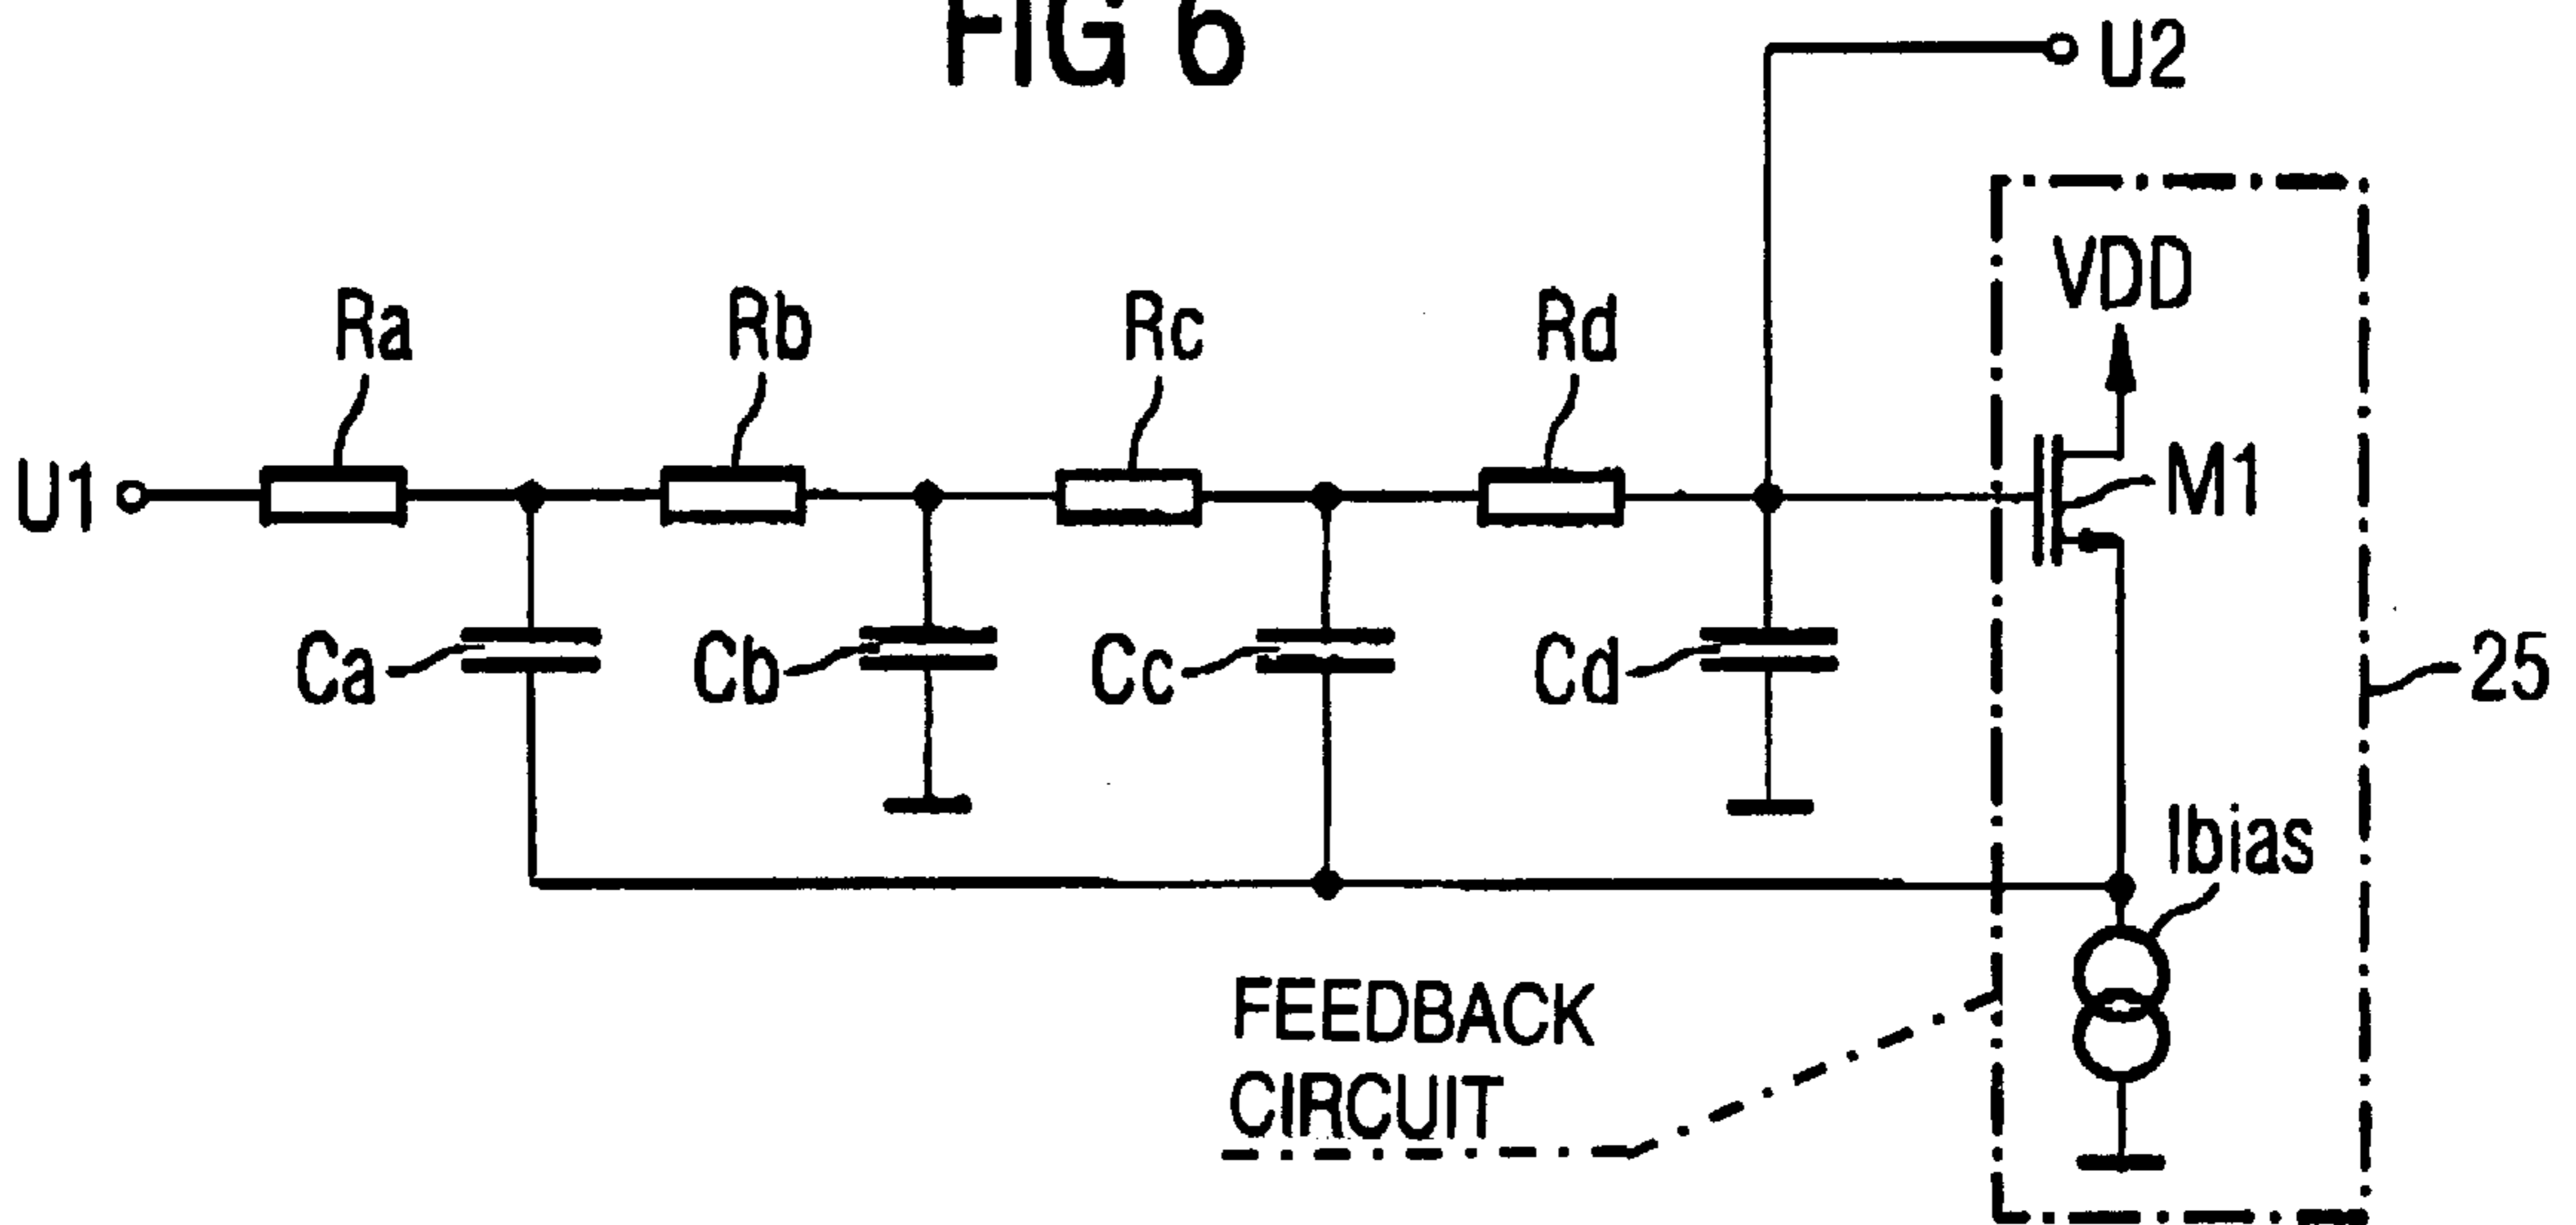 FIG 6
U2
VDD
Ra
Rb
Rc
Rd
U1
M1
Ca
Cb
Cc
Cd
25
Ibias
FEEDBACK
CIRCUIT